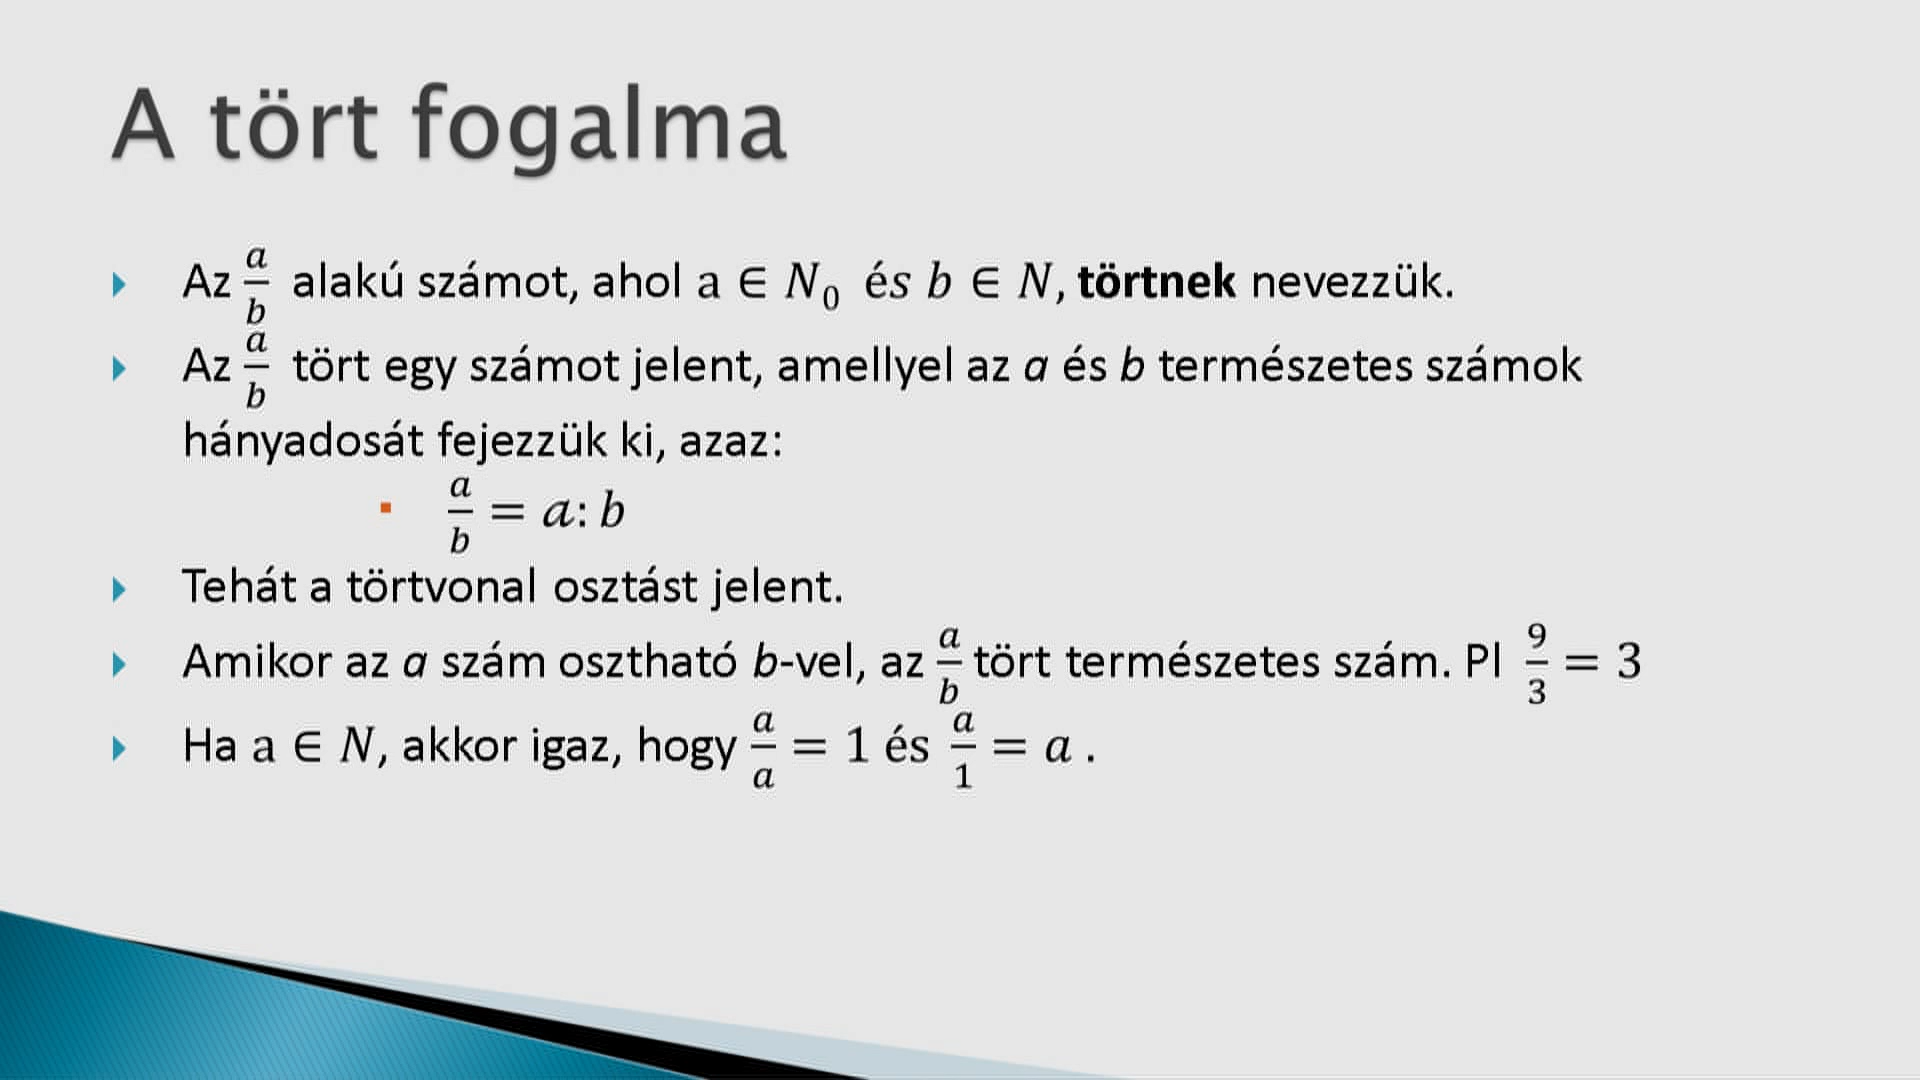 A tört fogalma
Az a/b alakú számot, ahol a ∈ N₀ és b ∈ N, törtnek nevezzük.
Az a/b tört egy számot jelent, amellyel az a és b természetes számok
hányadosát fejezzük ki, azaz:
a/b = a: b
Tehát a törtvonal osztást jelent.
Amikor az a szám osztható b-vel, az a/b tört természetes szám. Pl 9/3 = 3
Ha a ∈ N, akkor igaz, hogy a/a = 1 és a/1 = a .